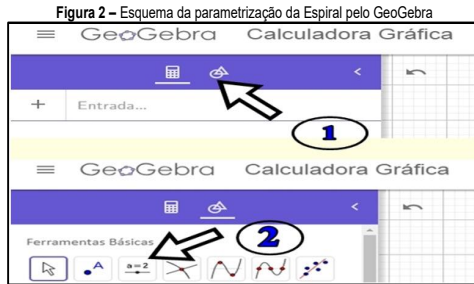 Figura 2 – Esquema da parametrização da Espiral pelo GeoGebra
GeoGebra Calculadora Gráfica
+ Entrada...
1
GeoGebra Calculadora Gráfica
2
Ferramentas Básicas
A
a=2